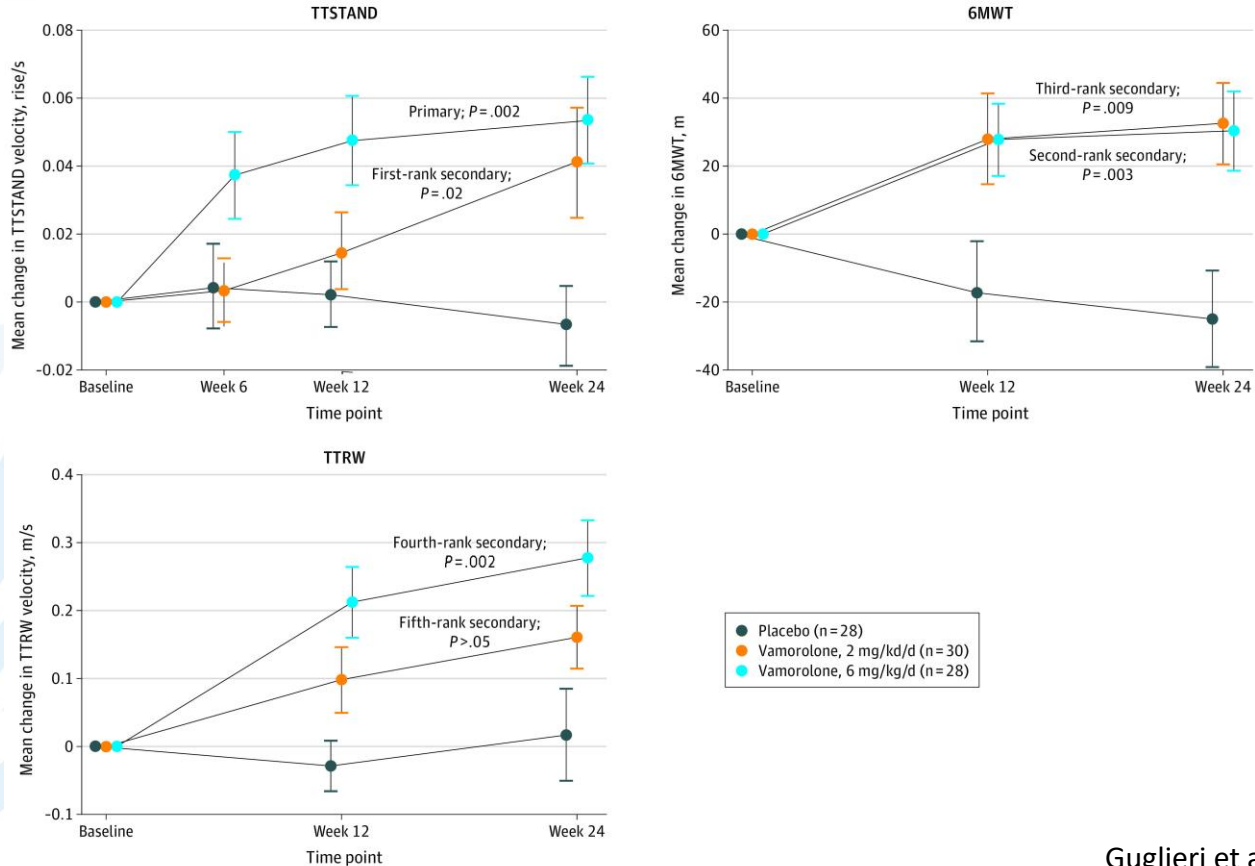 TTSTAND
0.08
0.06
0.04
0.02
0
-0.02
Mean change in TTSTAND velocity, rise/s
Primary; P=.002
First-rank secondary;
P=.02
Baseline
Week 6
Week 12
Week 24
Time point
6MWT
60
40
20
0
-20
-40
Mean change in 6MWT, m
Third-rank secondary;
P=.009
Second-rank secondary;
P=.003
Baseline
Week 12
Week 24
Time point
TTRW
0.4
0.3
0.2
0.1
0
-0.1
Mean change in TTRW velocity, m/s
Fourth-rank secondary;
P=.002
Fifth-rank secondary;
P>.05
Baseline
Week 12
Week 24
Time point
Placebo (n=28)
Vamorolone, 2 mg/kd/d (n=30)
Vamorolone, 6 mg/kg/d (n=28)
Guglieri et a